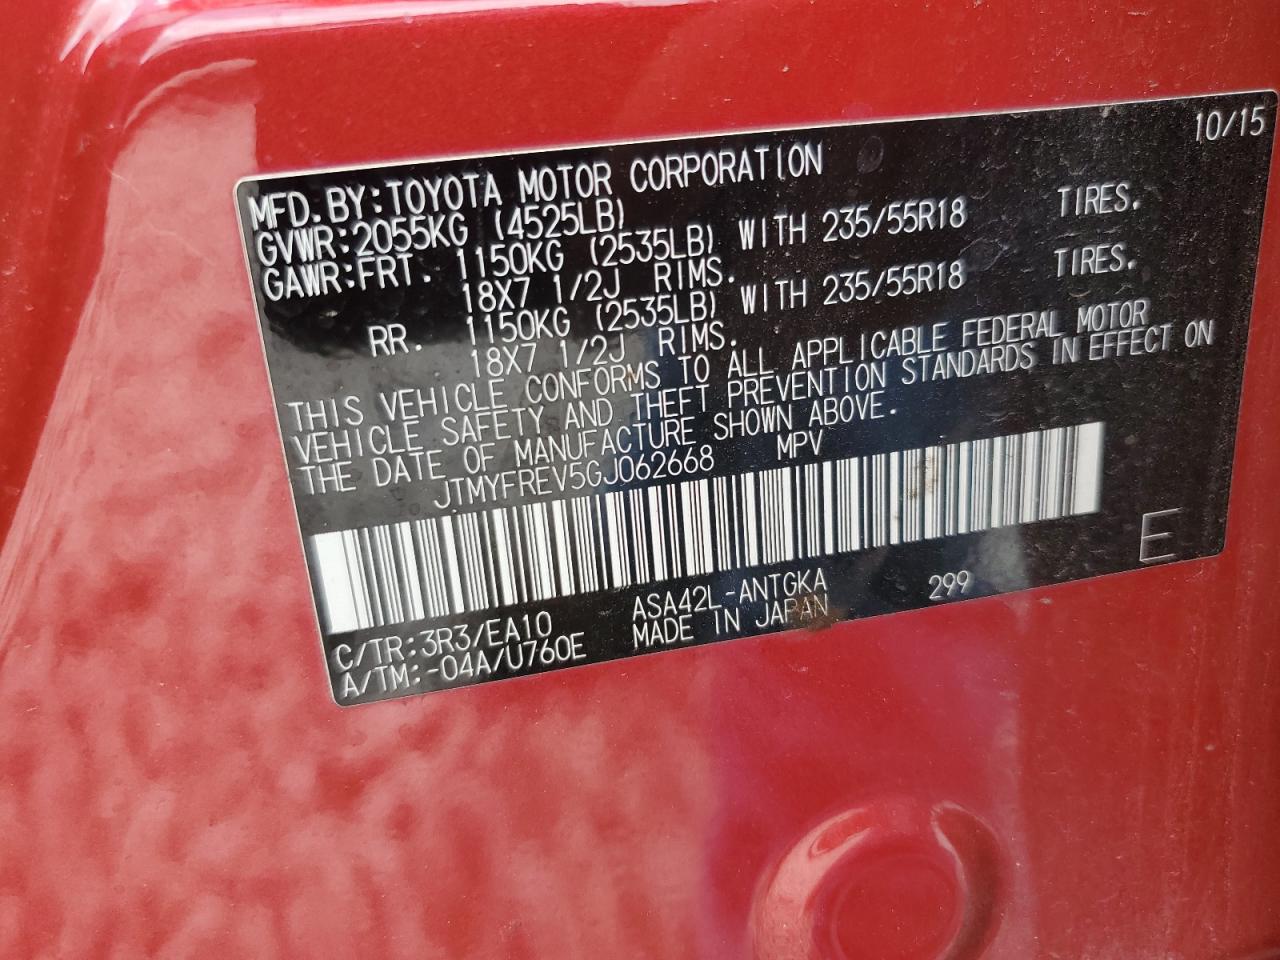 10/15
MFD.BY:TOYOTA MOTOR CORPORATION
GVWR:2055KG (4525LB)
GAWR:FRT. 1150KG (2535LB) WITH 235/55R18 TIRES.
18X7 1/2J RIMS.
RR. 1150KG (2535LB) WITH 235/55R18 TIRES.
18X7 1/2J RIMS.
THIS VEHICLE CONFORMS TO ALL APPLICABLE FEDERAL MOTOR
VEHICLE SAFETY AND THEFT PREVENTION STANDARDS IN EFFECT ON
THE DATE OF MANUFACTURE SHOWN ABOVE.
JTMYFREV5GJ062668 MPV
E
C/TR:3R3/EA10 ASA42L-ANTGKA 299
A/TM:-04A/U760E MADE IN JAPAN